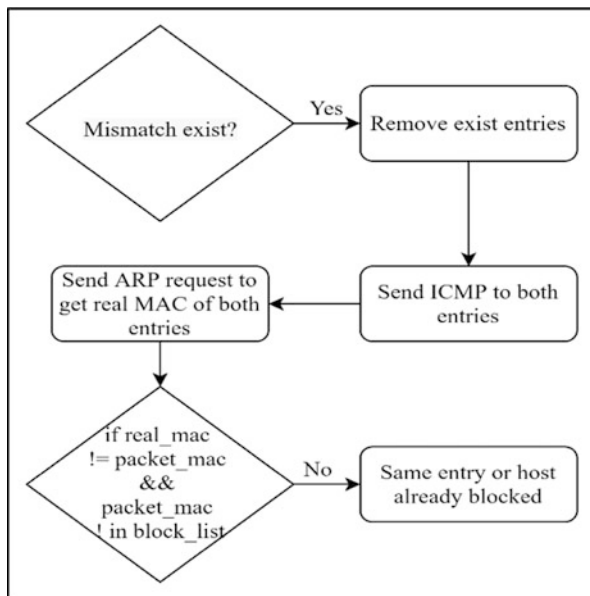 Mismatch exist?
Yes
Remove exist entries
Send ICMP to both
entries
Send ARP request to
get real MAC of both
entries
if real_mac
!= packet_mac
&&
packet_mac
! in block_list
No
Same entry or host
already blocked